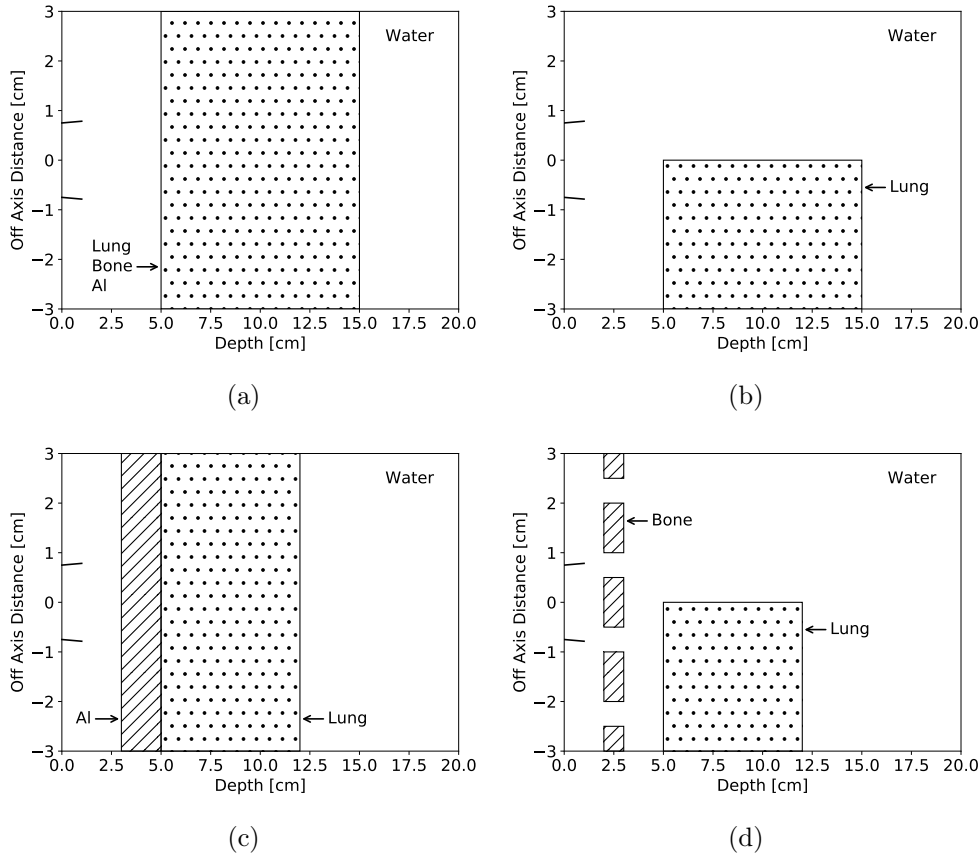 3
2
1
0
−1
−2
−3
Off Axis Distance [cm]
Water
Lung
Bone
Al
0.0 2.5 5.0 7.5 10.0 12.5 15.0 17.5 20.0
Depth [cm]
(a)
3
2
1
0
−1
−2
−3
Off Axis Distance [cm]
Water
Lung
0.0 2.5 5.0 7.5 10.0 12.5 15.0 17.5 20.0
Depth [cm]
(b)
3
2
1
0
−1
−2
−3
Off Axis Distance [cm]
Water
Al
Lung
0.0 2.5 5.0 7.5 10.0 12.5 15.0 17.5 20.0
Depth [cm]
(c)
3
2
1
0
−1
−2
−3
Off Axis Distance [cm]
Water
Bone
Lung
0.0 2.5 5.0 7.5 10.0 12.5 15.0 17.5 20.0
Depth [cm]
(d)